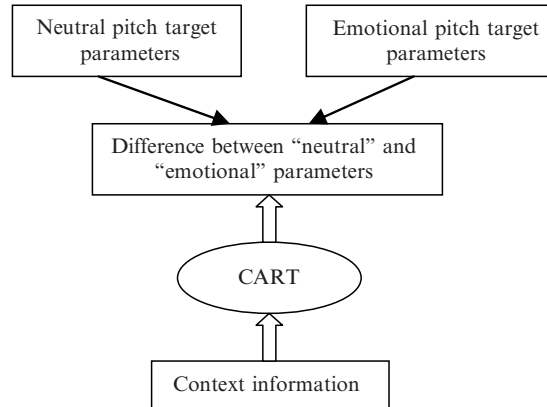 Neutral pitch target
parameters
Emotional pitch target
parameters
Difference between “neutral” and
“emotional” parameters
CART
Context information